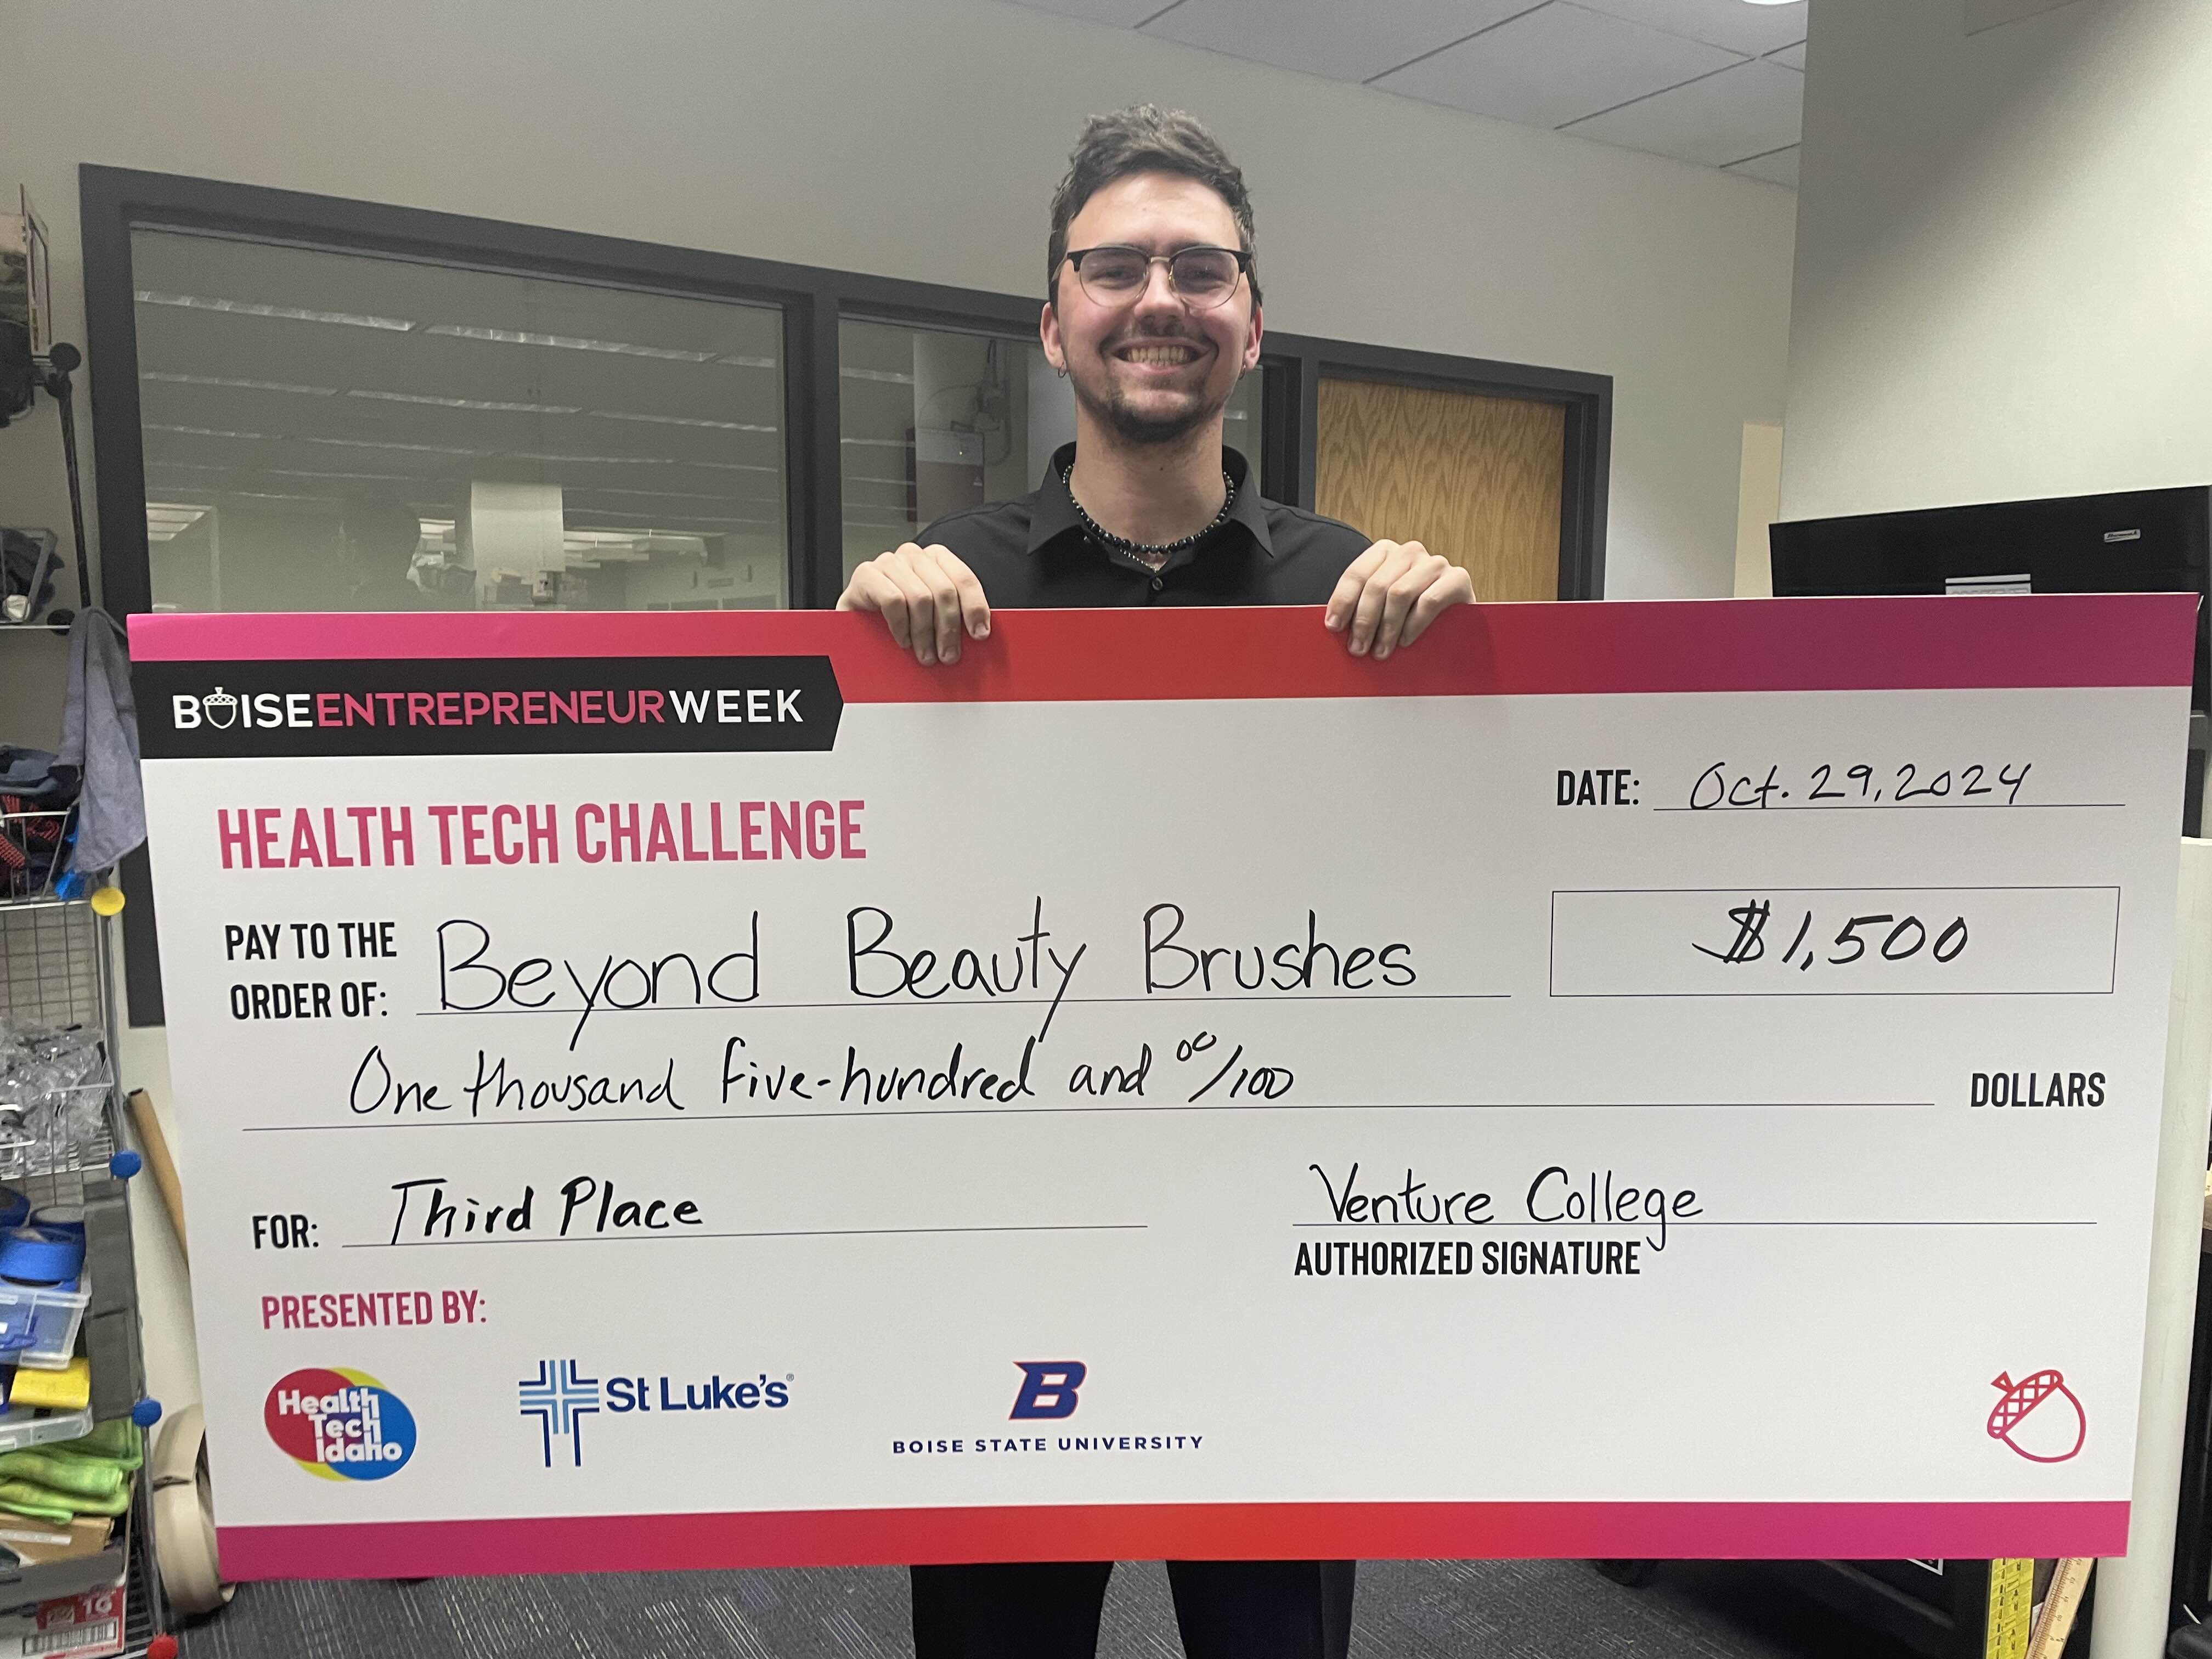 BOISEENTREPRENEURWEEK
HEALTH TECH CHALLENGE
DATE: Oct. 29, 2024
PAY TO THE
ORDER OF: Beyond Beauty Brushes
$1,500
One thousand five-hundred and 00/100 DOLLARS
FOR: Third Place
Venture College
AUTHORIZED SIGNATURE
PRESENTED BY:
Health
Tech
Idaho
St Luke's®
B
BOISE STATE UNIVERSITY